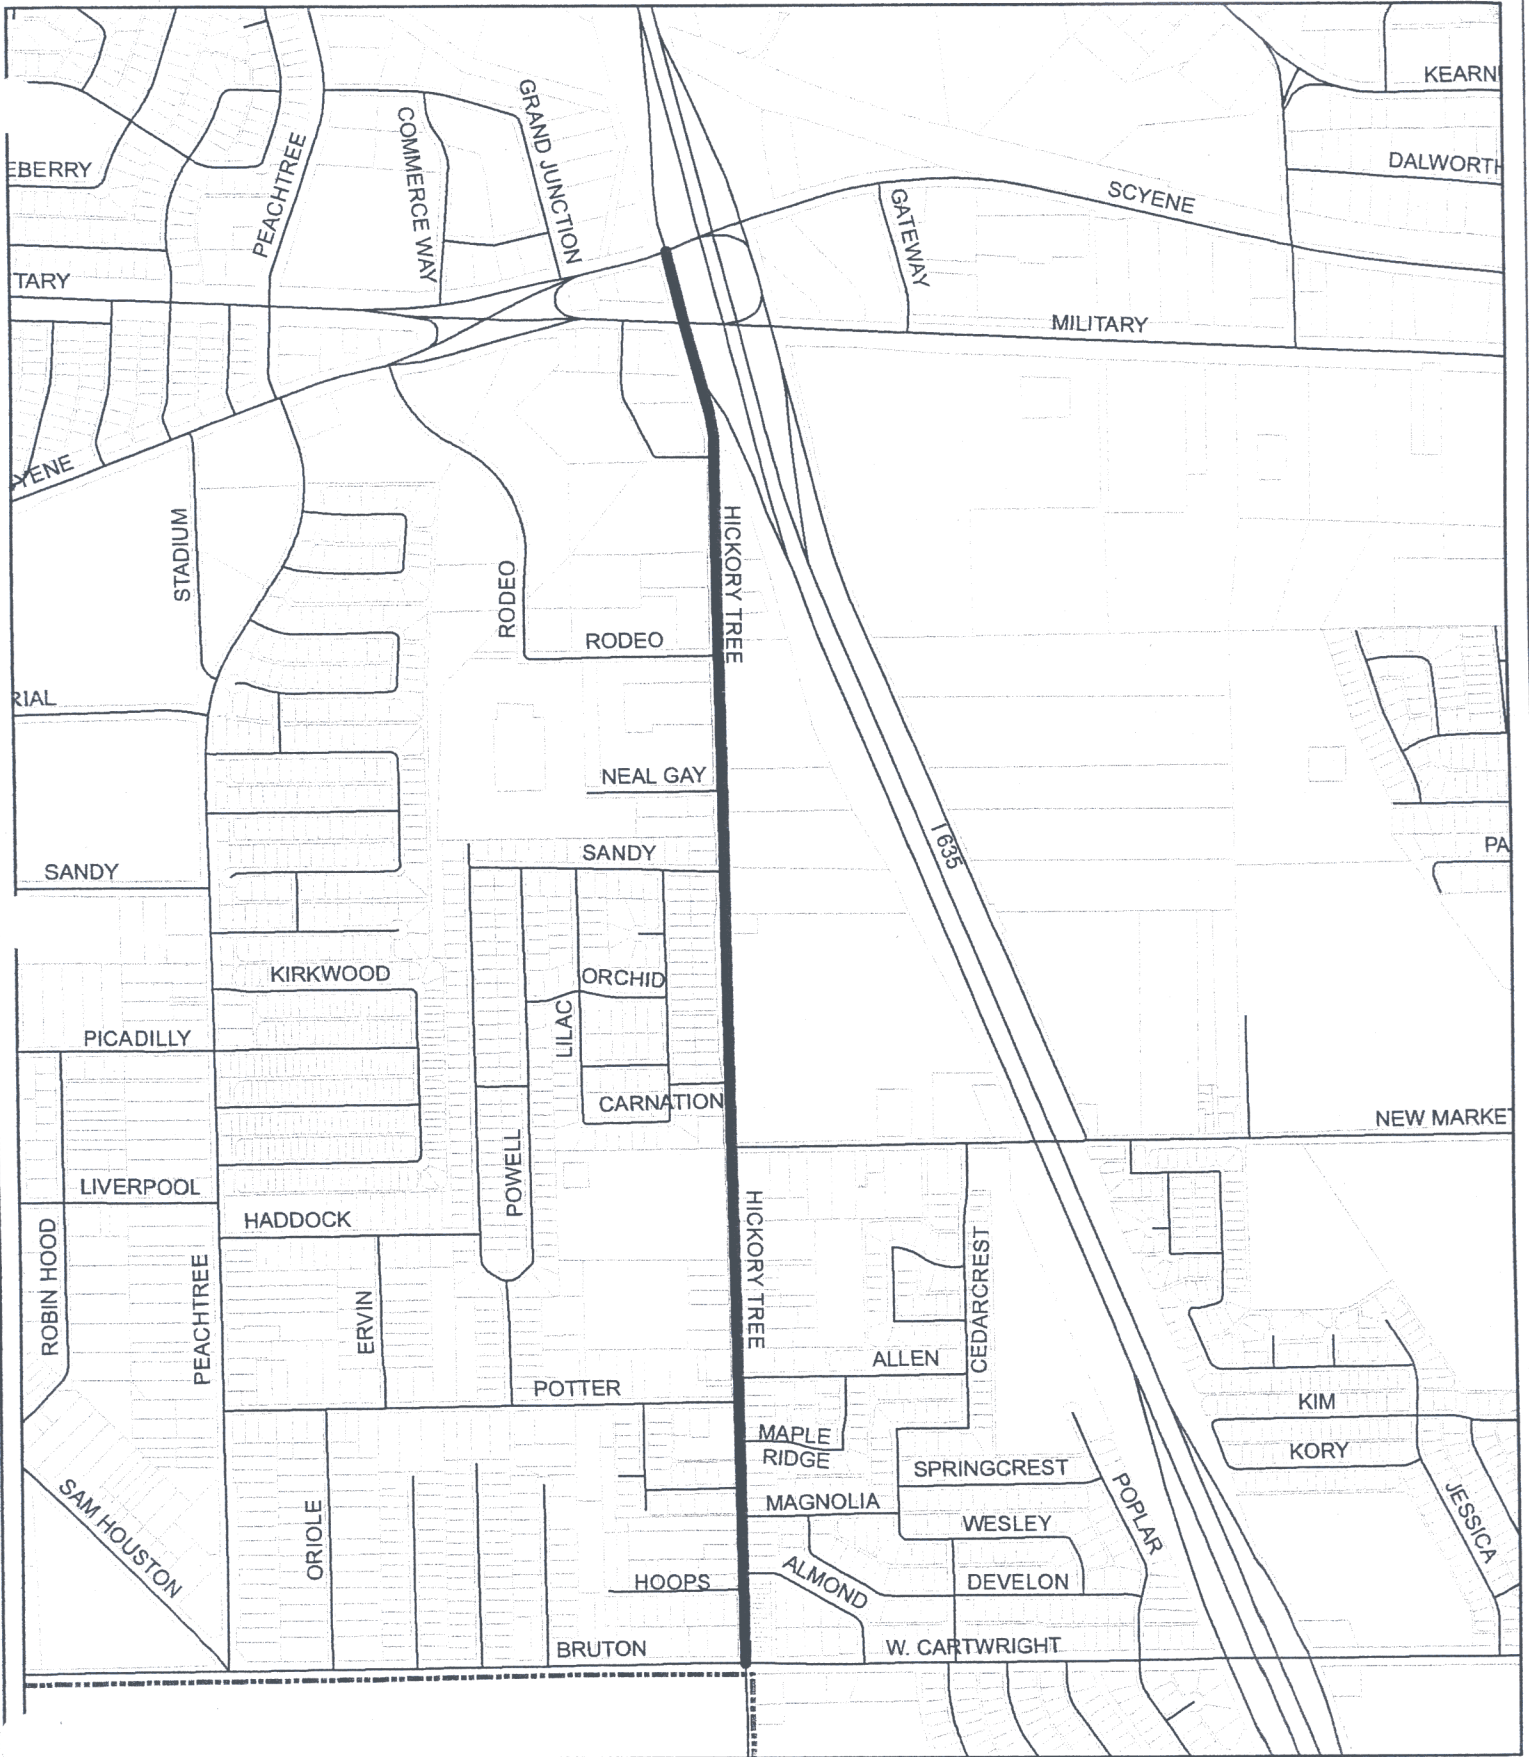 KEARN
GRAND JUNCTION
COMMERCE WAY
PEACHTREE
EBERRY
DALWORTH
SCYENE
GATEWAY
TARY
MILITARY
YENE
STADIUM
HICKORY TREE
RODEO
RODEO
RIAL
NEAL GAY
I 635
SANDY
PA
SANDY
KIRKWOOD
ORCHID
LILAC
PICADILLY
CARNATION
NEW MARKET
POWELL
LIVERPOOL
HADDOCK
HICKORY TREE
ROBIN HOOD
PEACHTREE
CEDARCREST
ERVIN
ALLEN
POTTER
KIM
MAPLE
RIDGE
KORY
SPRINGCREST
POPLAR
JESSICA
MAGNOLIA
SAM HOUSTON
ORIOLE
WESLEY
ALMOND
HOOPS
DEVELON
BRUTON
W. CARTWRIGHT